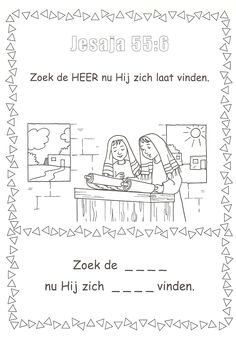 Jesaja 55:6
Zoek de HEER nu Hij zich laat vinden.
Zoek de _ _ _ _
nu Hij zich _ _ _ _ vinden.